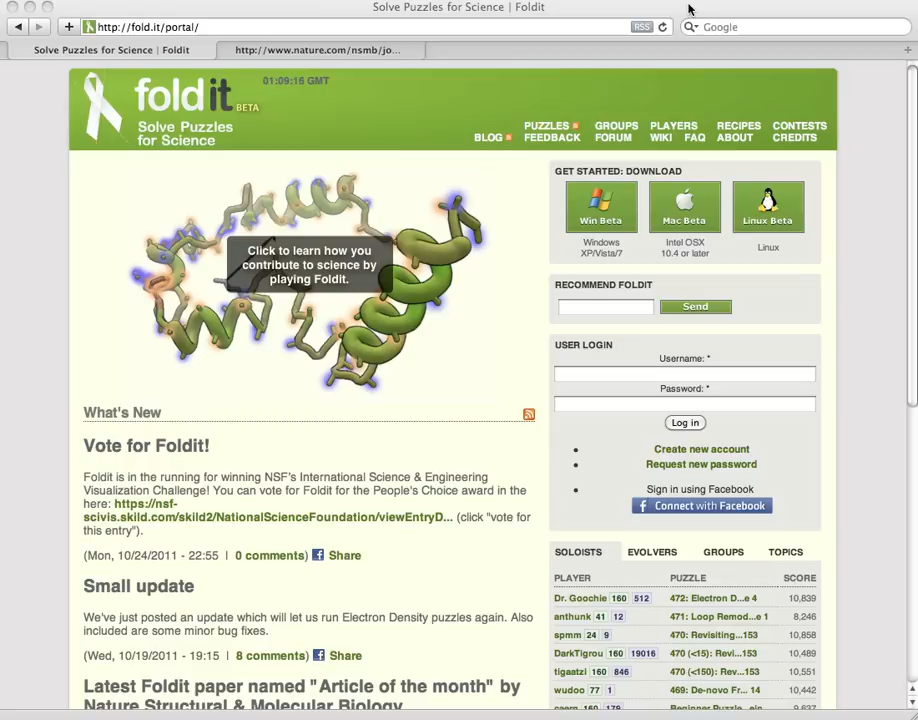 Solve Puzzles for Science | Foldit
http://fold.it/portal/
RSS
Google
Solve Puzzles for Science | Foldit
http://www.nature.com/nsmb/jo...
foldit BETA
01:09:16 GMT
Solve Puzzles
for Science
BLOG
PUZZLES GROUPS PLAYERS RECIPES CONTESTS
FEEDBACK FORUM WIKI FAQ ABOUT CREDITS
Click to learn how you
contribute to science by
playing FoldIt.
What's New
Vote for Foldit!
Foldit is in the running for winning NSF's International Science & Engineering
Visualization Challenge! You can vote for Foldit for the People's Choice award in the
here: https://nsf-
scivis.skild.com/skild2/NationalScienceFoundation/viewEntryD... (click "vote for
this entry").
(Mon, 10/24/2011 - 22:55 | 0 comments) Share
Small update
We've just posted an update which will let us run Electron Density puzzles again. Also
included are some minor bug fixes.
(Wed, 10/19/2011 - 19:15 | 8 comments) Share
Latest Foldit paper named "Article of the month" by
Nature Structural & Molecular Biology
GET STARTED: DOWNLOAD
Win Beta Mac Beta Linux Beta
Windows Intel OSX Linux
XP/Vista/7 10.4 or later
RECOMMEND FOLDIT
Send
USER LOGIN
Username: *
Password: *
Log in
Create new account
Request new password
Sign in using Facebook
Connect with Facebook
SOLOISTS EVOLVERS GROUPS TOPICS
PLAYER PUZZLE SCORE
Dr. Goochie 160 512 472: Electron D...e 4 10,839
anthunk 41 12 471: Loop Remod...e 1 8,246
spmm 24 9 470: Revisiting...153 10,858
DarkTigrou 160 19016 470 (<15): Revi...153 10,489
tigaatzi 160 846 470 (<150): Rev...153 10,551
wudoo 77 1 469: De-novo Fr... 14 10,442